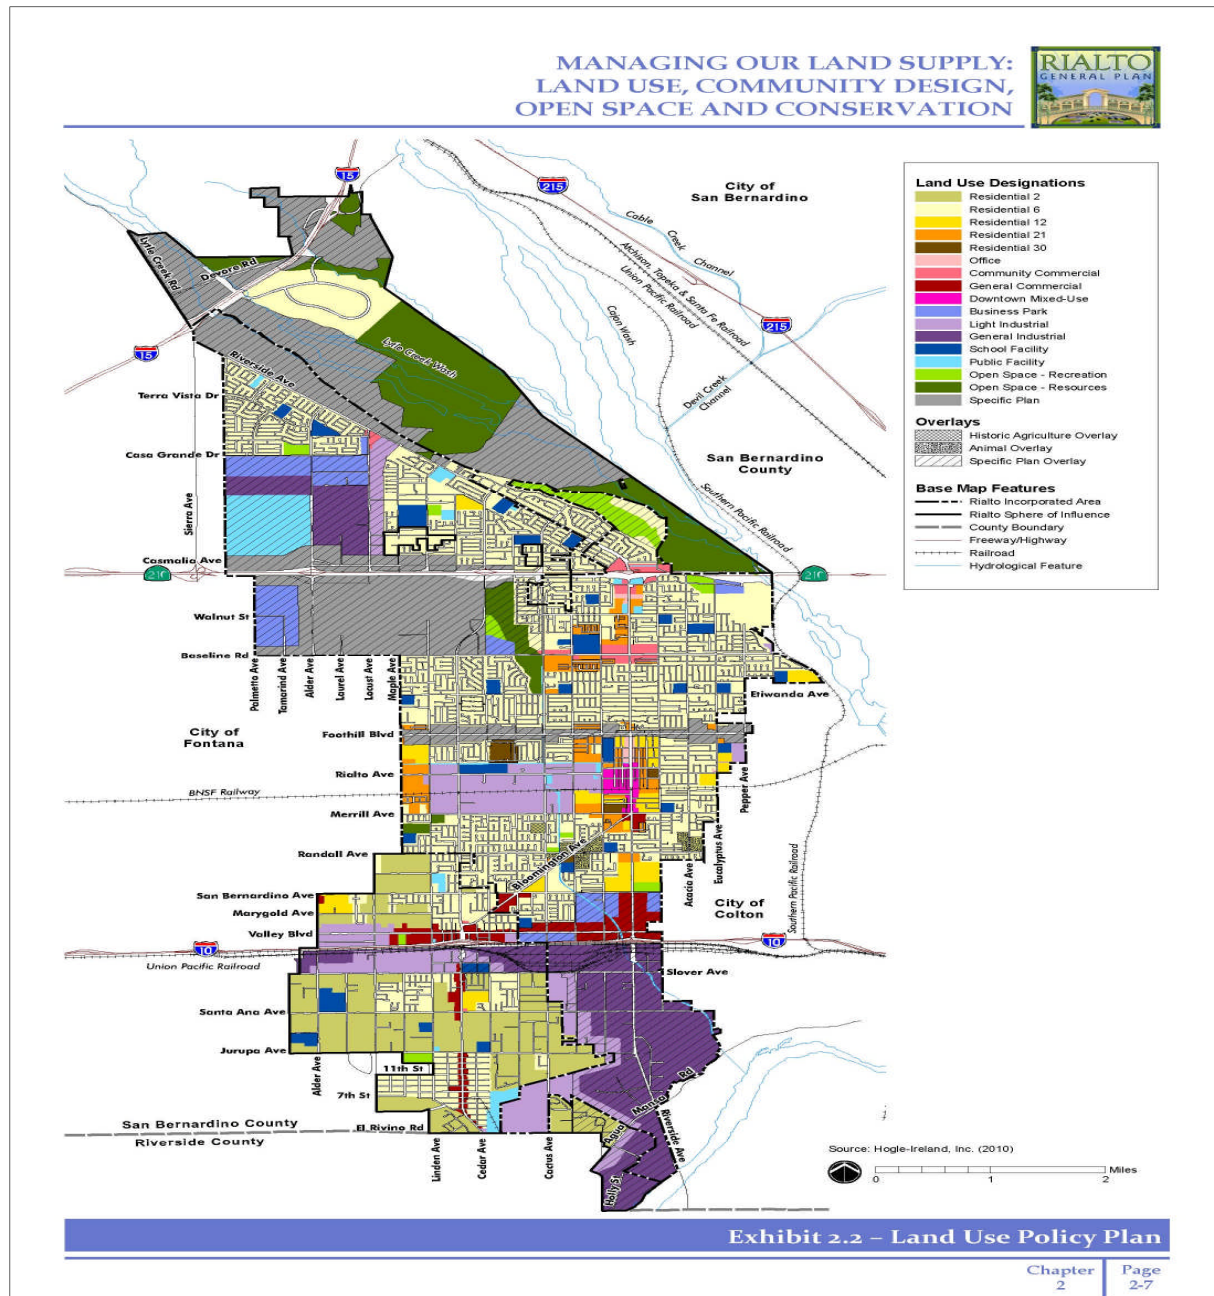 MANAGING OUR LAND SUPPLY:
LAND USE, COMMUNITY DESIGN,
OPEN SPACE AND CONSERVATION
RIALTO
GENERAL PLAN
15
215
City of
San Bernardino
Cable
Creek
Channel
Atchison, Topeka & Santa Fe Railroad
Union Pacific Railroad
Cajon Wash
215
Devil Creek
Channel
Lytle Creek Rd
Devore Rd
15
Riverside Ave
Lytle Creek Wash
Terra Vista Dr
Casa Grande Dr
San Bernardino
County
Southern Pacific Railroad
Sierra Ave
Casmalia Ave
210
210
Walnut St
Baseline Rd
Palmetto Ave
Tamarind Ave
Alder Ave
Laurel Ave
Locust Ave
Maple Ave
Etiwanda Ave
City of
Fontana
Foothill Blvd
Rialto Ave
BNSF Railway
Merrill Ave
Pepper Ave
Eucalyptus Ave
Acacia Ave
Randall Ave
Bloomington Ave
Southern Pacific Railroad
San Bernardino Ave
Marygold Ave
Valley Blvd
City of
Colton
10
10
Union Pacific Railroad
Slover Ave
Santa Ana Ave
Jurupa Ave
Alder Ave
11th St
7th St
Agua Mansa Rd
Riverside Ave
San Bernardino County
Riverside County
El Rivino Rd
Linden Ave
Cedar Ave
Cactus Ave
Holly St
Land Use Designations
Residential 2
Residential 6
Residential 12
Residential 21
Residential 30
Office
Community Commercial
General Commercial
Downtown Mixed-Use
Business Park
Light Industrial
General Industrial
School Facility
Public Facility
Open Space - Recreation
Open Space - Resources
Specific Plan
Overlays
Historic Agriculture Overlay
Animal Overlay
Specific Plan Overlay
Base Map Features
Rialto Incorporated Area
Rialto Sphere of Influence
County Boundary
Freeway/Highway
Railroad
Hydrological Feature
Source: Hogle-Ireland, Inc. (2010)
Miles
0 1 2
Exhibit 2.2 – Land Use Policy Plan
Chapter
2
Page
2-7